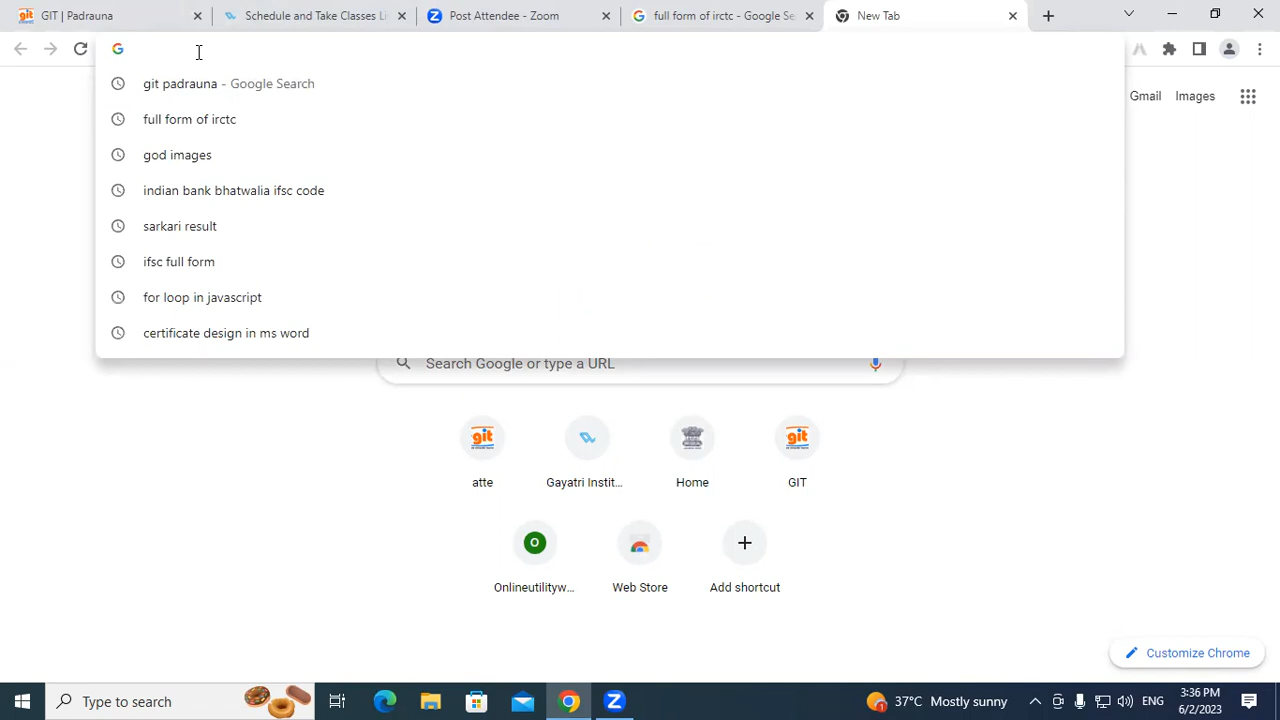 GIT | Padrauna
Schedule and Take Classes Li
Post Attendee - Zoom
full form of irctc - Google Se
New Tab
git padrauna - Google Search
full form of irctc
god images
indian bank bhatwalia ifsc code
sarkari result
ifsc full form
for loop in javascript
certificate design in ms word
Gmail
Images
Search Google or type a URL
git
git
atte
Gayatri Instit...
Home
GIT
O
Onlineutilityw...
Web Store
Add shortcut
Customize Chrome
Type to search
37°C Mostly sunny
ENG
3:36 PM
6/2/2023